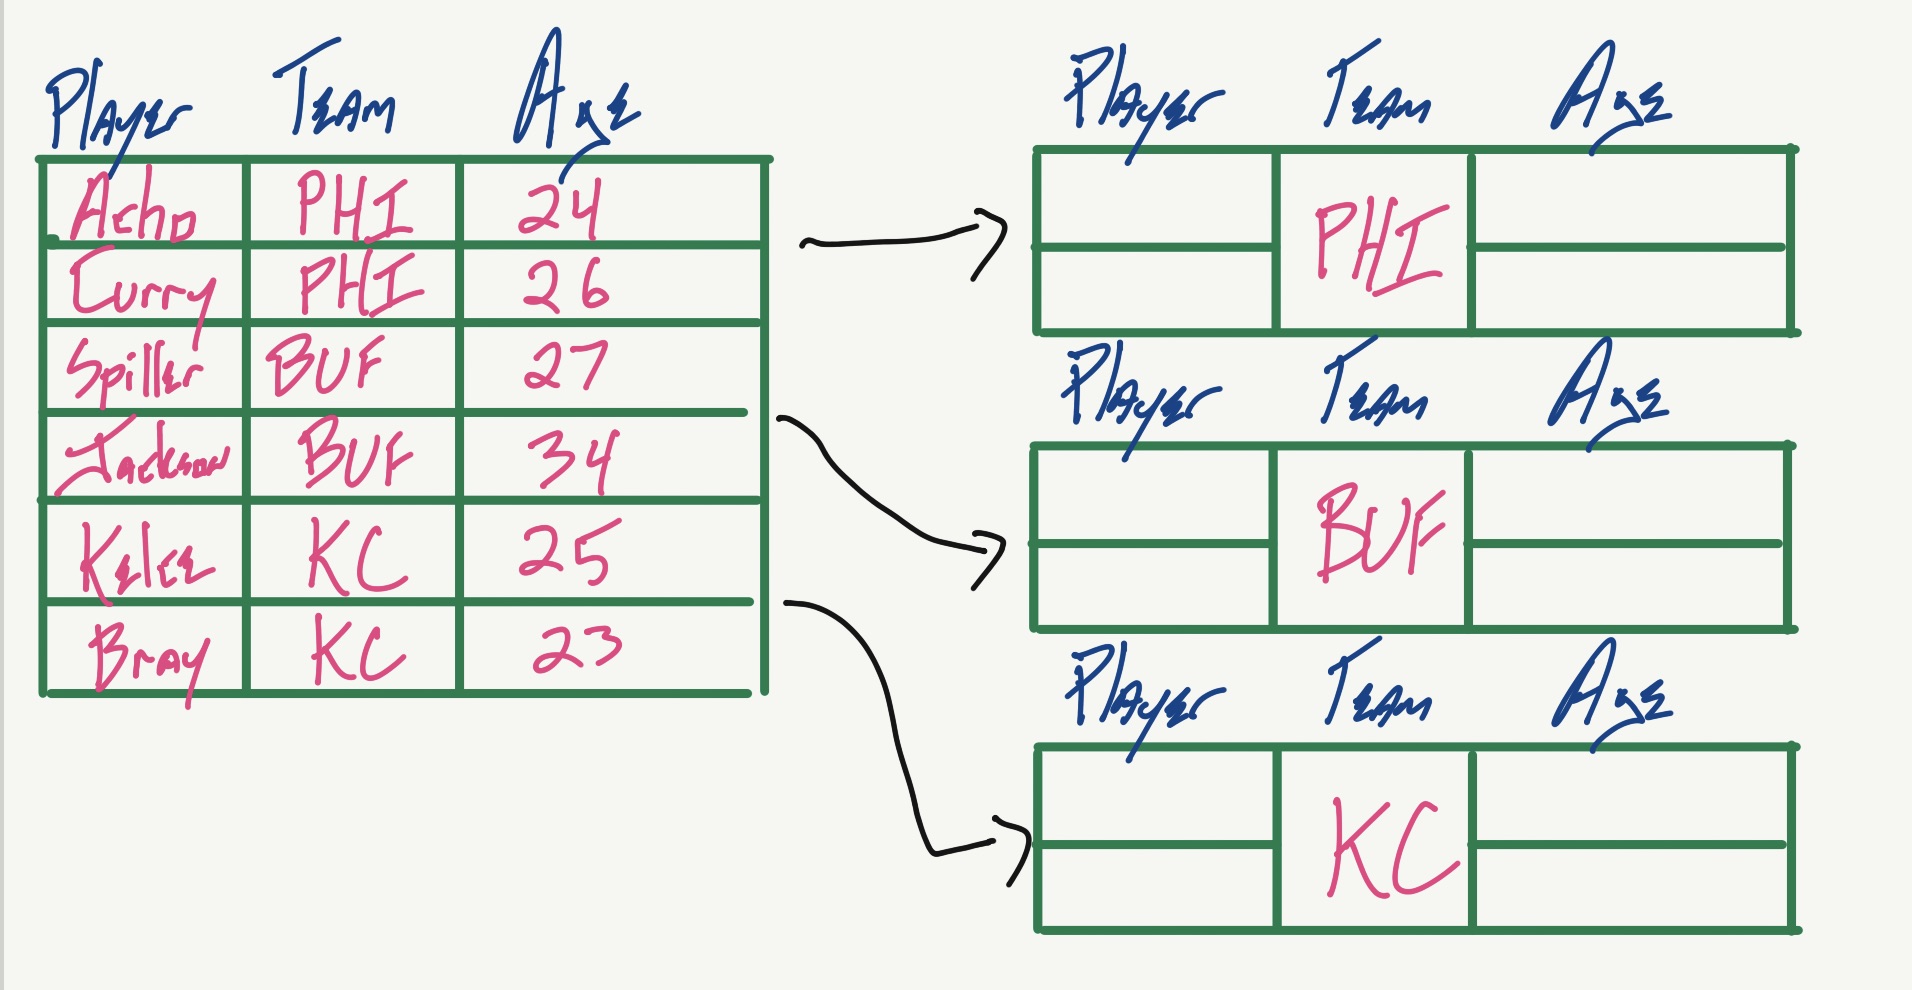 Player Team Age
Acho PHI 24
Curry PHI 26
Spiller BUF 27
Jackson BUF 34
Kelce KC 25
Bray KC 23
Player Team Age
PHI
Player Team Age
BUF
Player Team Age
KC